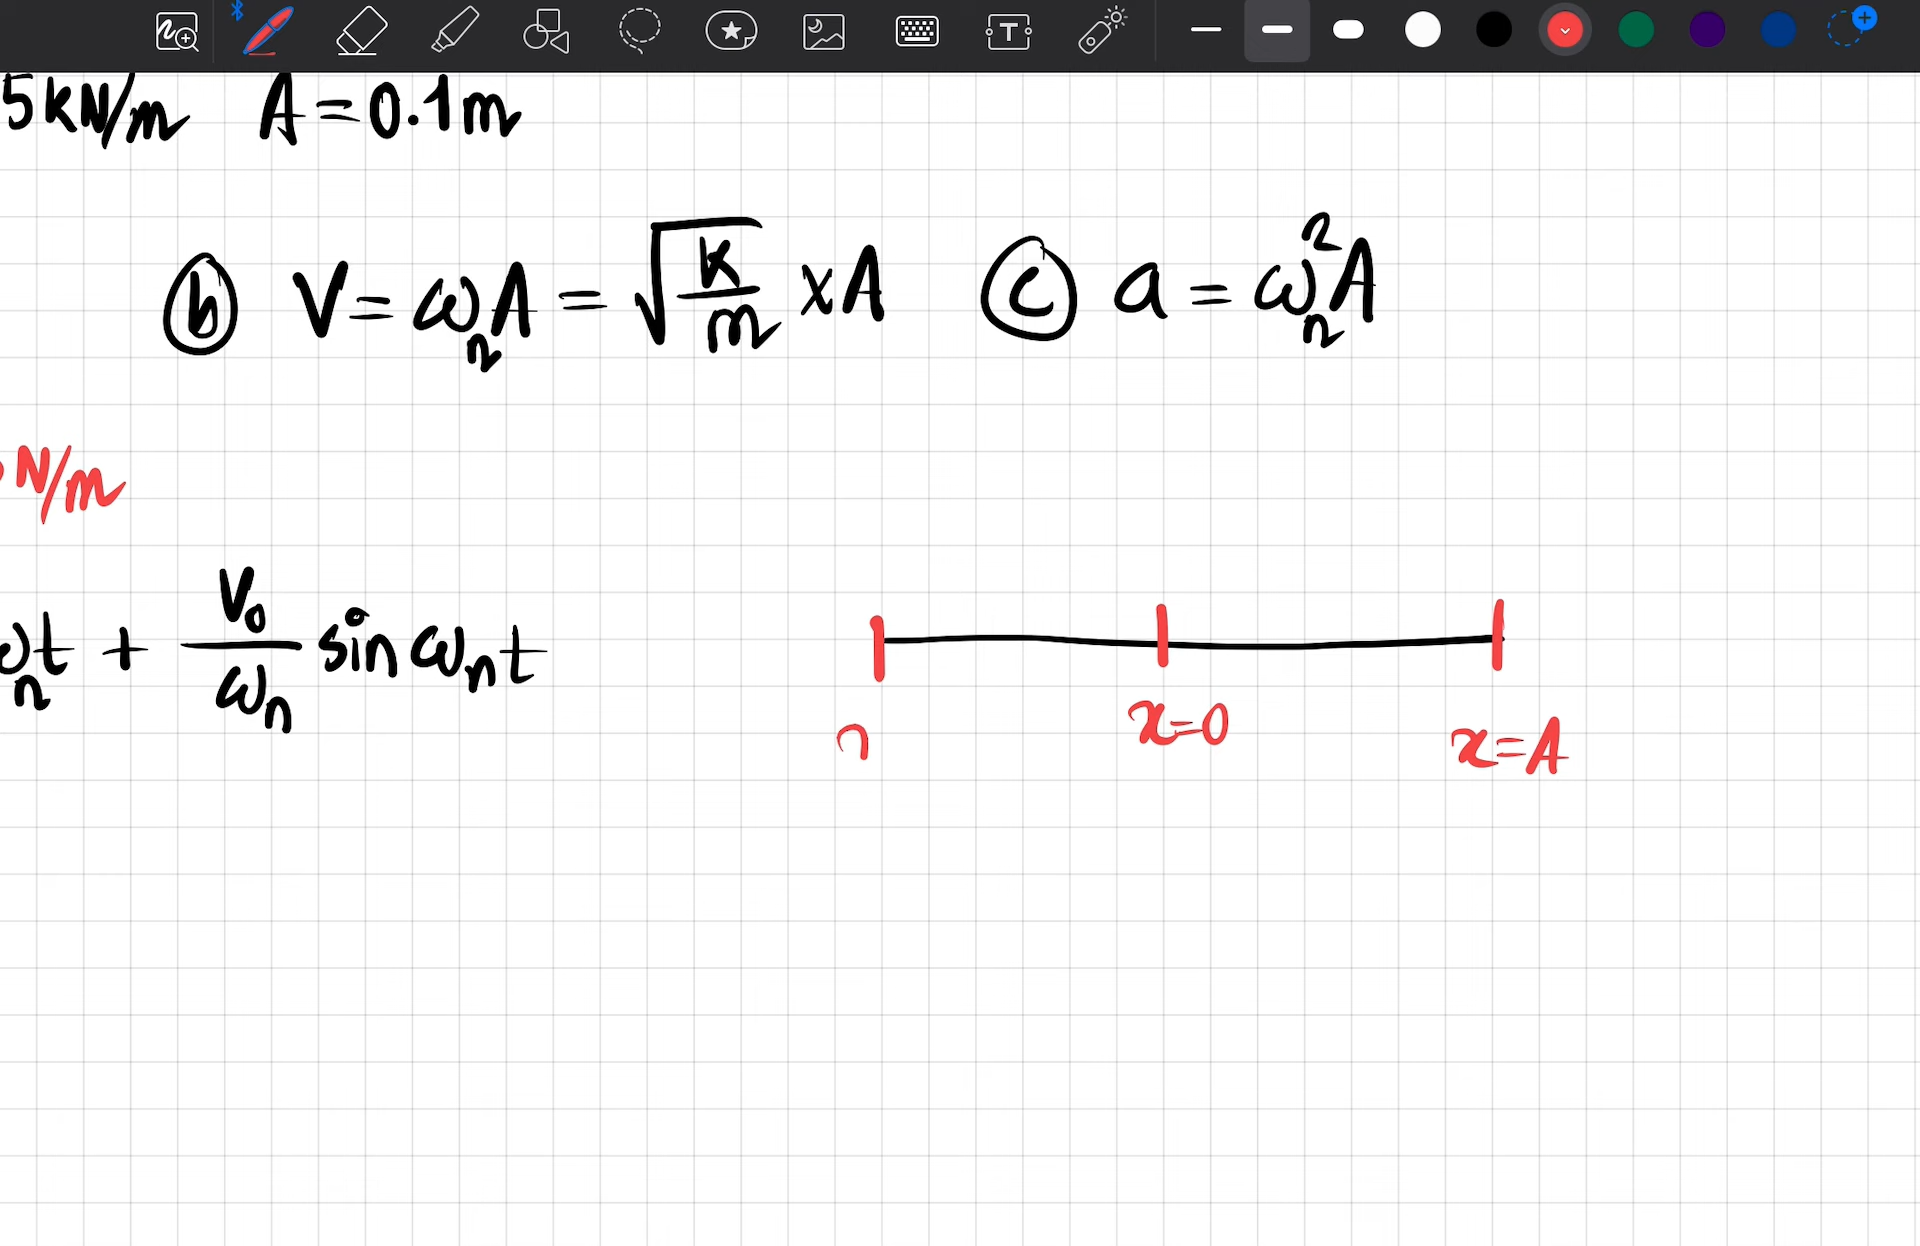 5kN/m A=0.1m
ⓑ V=ωₙA=√(k/m) xA ⓒ a=ωₙ²A
N/m
ωₙt + V₀/ωₙ sin ωₙt
x=0 x=A